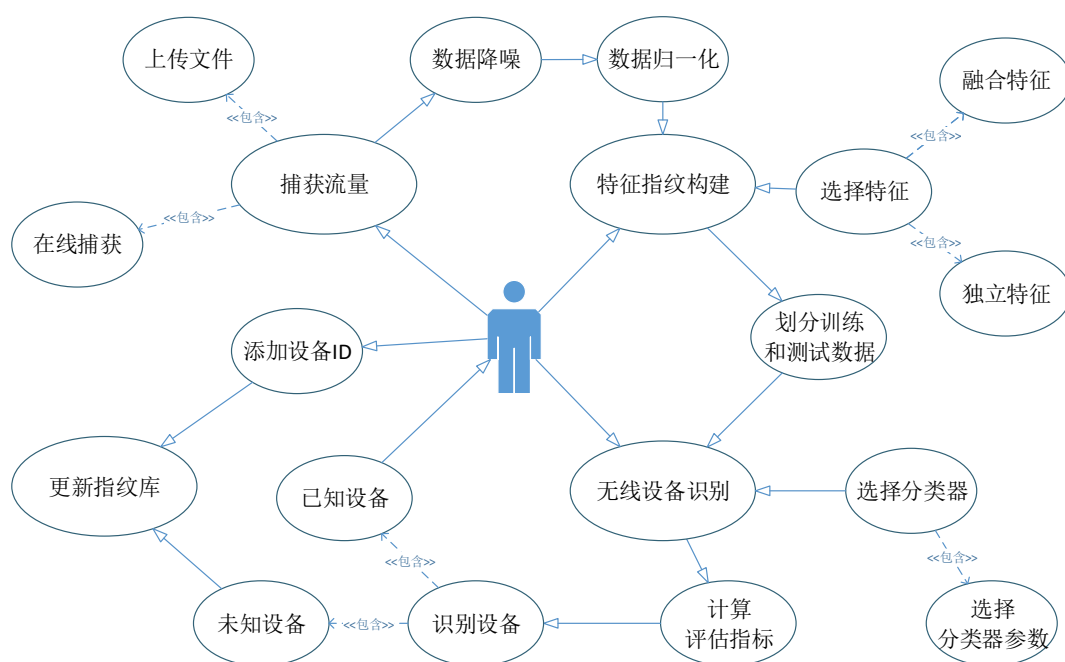 上传文件
数据降噪
数据归一化
融合特征
<<包含>>
<<包含>>
捕获流量
特征指纹构建
选择特征
<<包含>>
在线捕获
<<包含>>
独立特征
添加设备ID
划分训练
和测试数据
更新指纹库
已知设备
无线设备识别
选择分类器
<<包含>>
<<包含>>
未知设备
<<包含>>
识别设备
计算
评估指标
选择
分类器参数